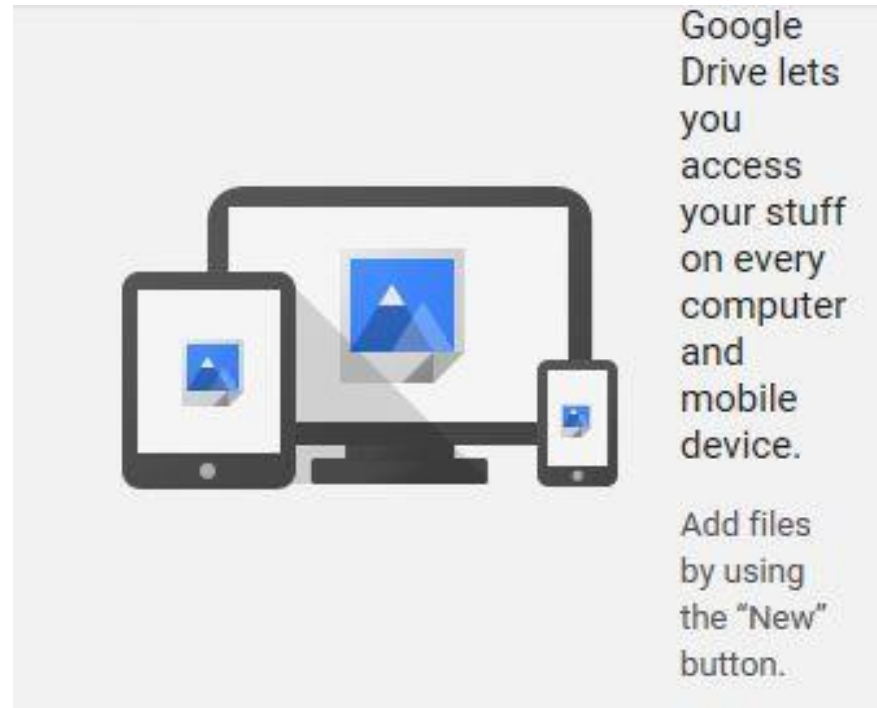 Google
Drive lets
you
access
your stuff
on every
computer
and
mobile
device.
Add files
by using
the “New”
button.